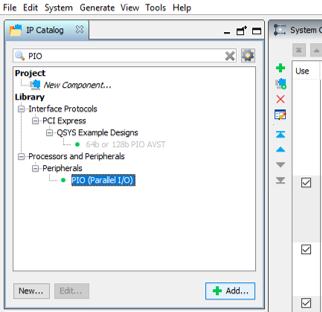 File Edit System Generate View Tools Help
IP Catalog
System C
PIO
Use
Project
New Component...
Library
Interface Protocols
PCI Express
QSYS Example Designs
64b or 128b PIO AVST
Processors and Peripherals
Peripherals
PIO (Parallel I/O)
New... Edit... Add...